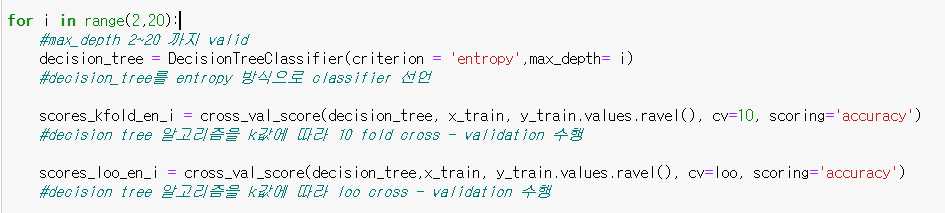 for i in range(2,20):
    #max_depth 2~20 까지 valid
    decision_tree = DecisionTreeClassifier(criterion = 'entropy',max_depth= i)
    #decision_tree를 entropy 방식으로 classifier 선언
    scores_kfold_en_i = cross_val_score(decision_tree, x_train, y_train.values.ravel(), cv=10, scoring='accuracy')
    #decision tree 알고리즘을 k값에 따라 10 fold cross - validation 수행
    scores_loo_en_i = cross_val_score(decision_tree,x_train, y_train.values.ravel(), cv=loo, scoring='accuracy')
    #decision tree 알고리즘을 k값에 따라 loo cross - validation 수행